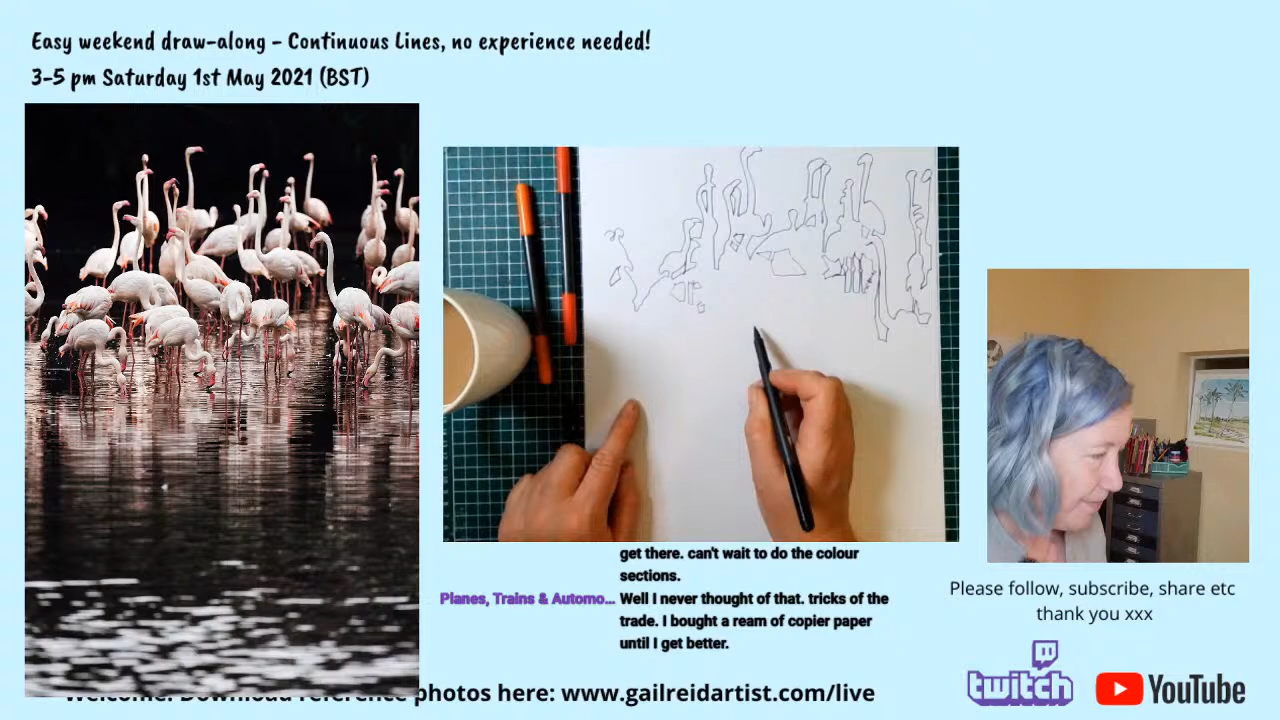 Easy weekend draw-along - Continuous Lines, no experience needed!
3-5 pm Saturday 1st May 2021 (BST)
get there. can't wait to do the colour
sections.
Planes, Trains & Automo... Well I never thought of that. tricks of the
trade. I bought a ream of copier paper
until I get better.
Please follow, subscribe, share etc
thank you xxx
photos here: www.gailreidartist.com/live
twitch
YouTube